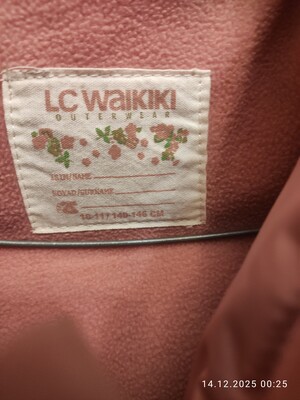 LC WAIKIKI
OUTERWEAR
İSİM/NAME
SOYAD/SURNAME
10-11Y 140-146 CM
14.12.2025 00:25